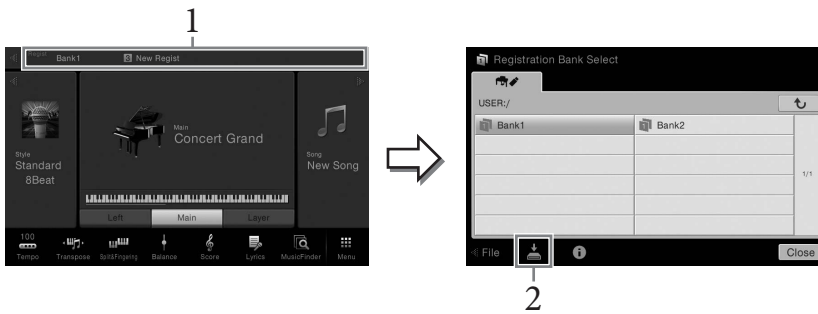 1
Regist Bank1 3 New Regist
Style
Standard
8Beat
Main
Concert Grand
Song
New Song
Left Main Layer
100
Tempo Transpose Split&Fingering Balance Score Lyrics MusicFinder Menu
Registration Bank Select
USER:/
Bank1 Bank2
1/1
File Close
2